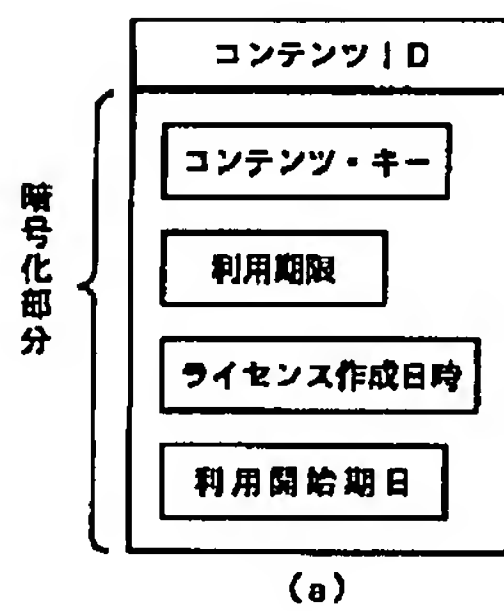 コンテンツID
コンテンツ・キー
暗号化部分
利用期限
ライセンス作成日時
利用開始期日
(a)